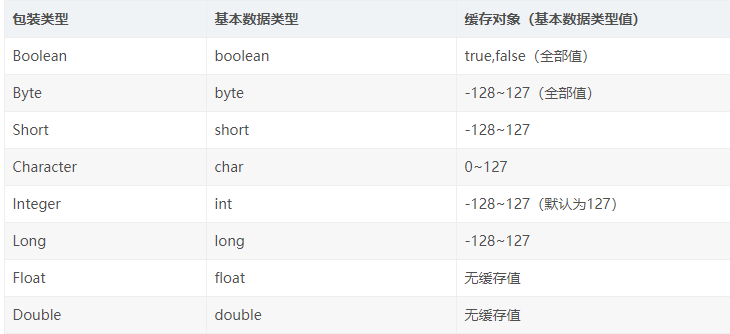 包装类型 基本数据类型 缓存对象（基本数据类型值）
Boolean boolean true,false（全部值）
Byte byte -128~127（全部值）
Short short -128~127
Character char 0~127
Integer int -128~127（默认为127）
Long long -128~127
Float float 无缓存值
Double double 无缓存值